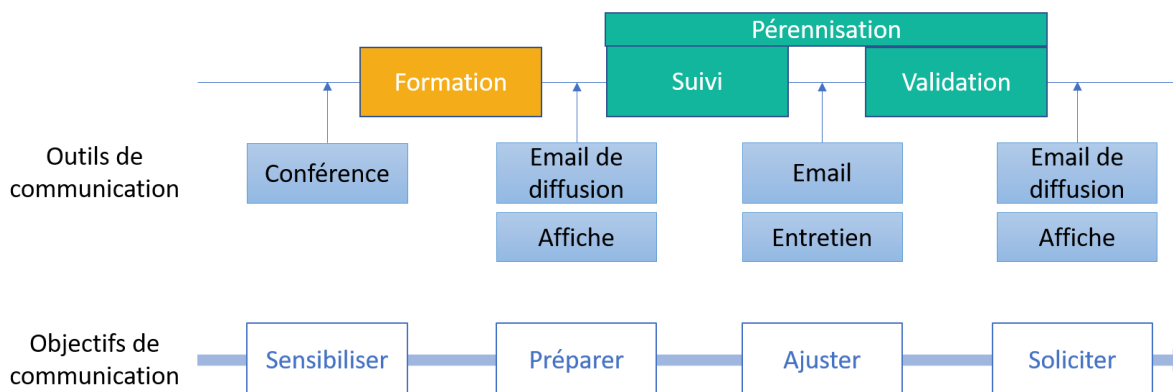 Pérennisation
Formation
Suivi
Validation
Outils de
communication
Conférence
Email de
diffusion
Email
Email de
diffusion
Affiche
Entretien
Affiche
Objectifs de
communication
Sensibiliser
Préparer
Ajuster
Soliciter